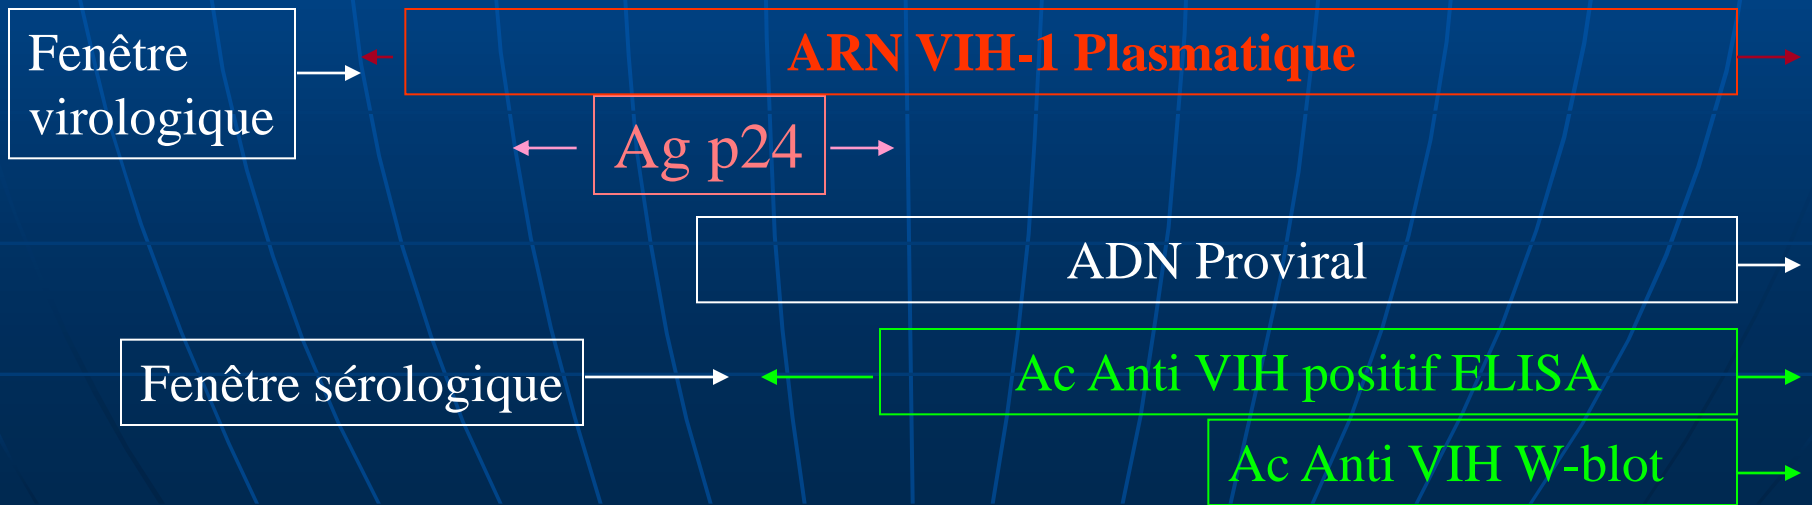 Fenêtre
virologique
ARN VIH-1 Plasmatique
Ag p24
ADN Proviral
Fenêtre sérologique
Ac Anti VIH positif ELISA
Ac Anti VIH W-blot